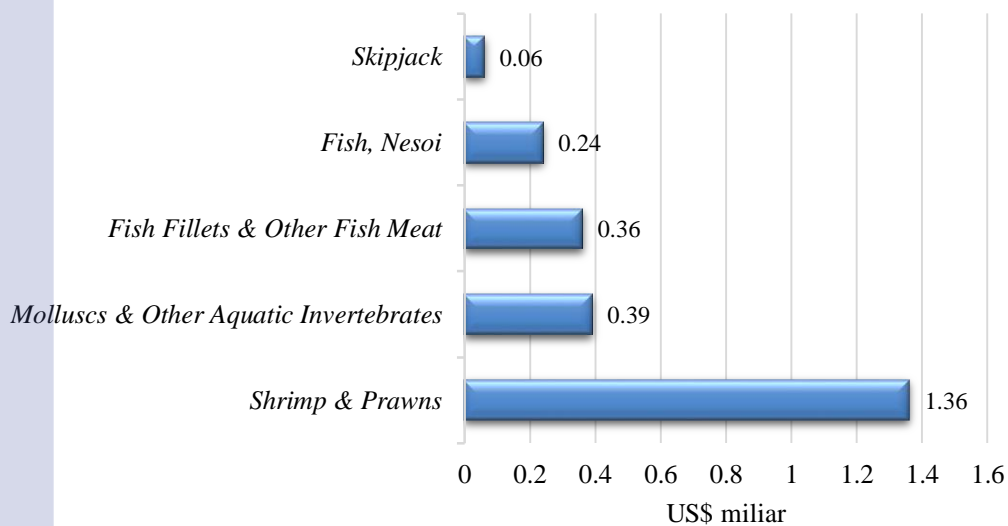 Skipjack
0.06
Fish, Nesoi
0.24
Fish Fillets & Other Fish Meat
0.36
Molluscs & Other Aquatic Invertebrates
0.39
Shrimp & Prawns
1.36
0 0.2 0.4 0.6 0.8 1 1.2 1.4 1.6
US$ miliar